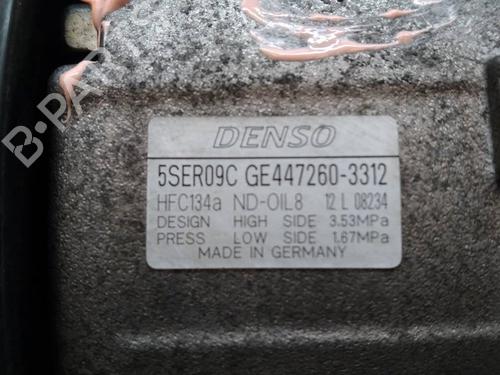 B-PARTS
DENSO
5SER09C GE447260-3312
HFC134a ND-OIL8 12 L 08234
DESIGN HIGH SIDE 3.53MPa
PRESS LOW SIDE 1.67MPa
MADE IN GERMANY